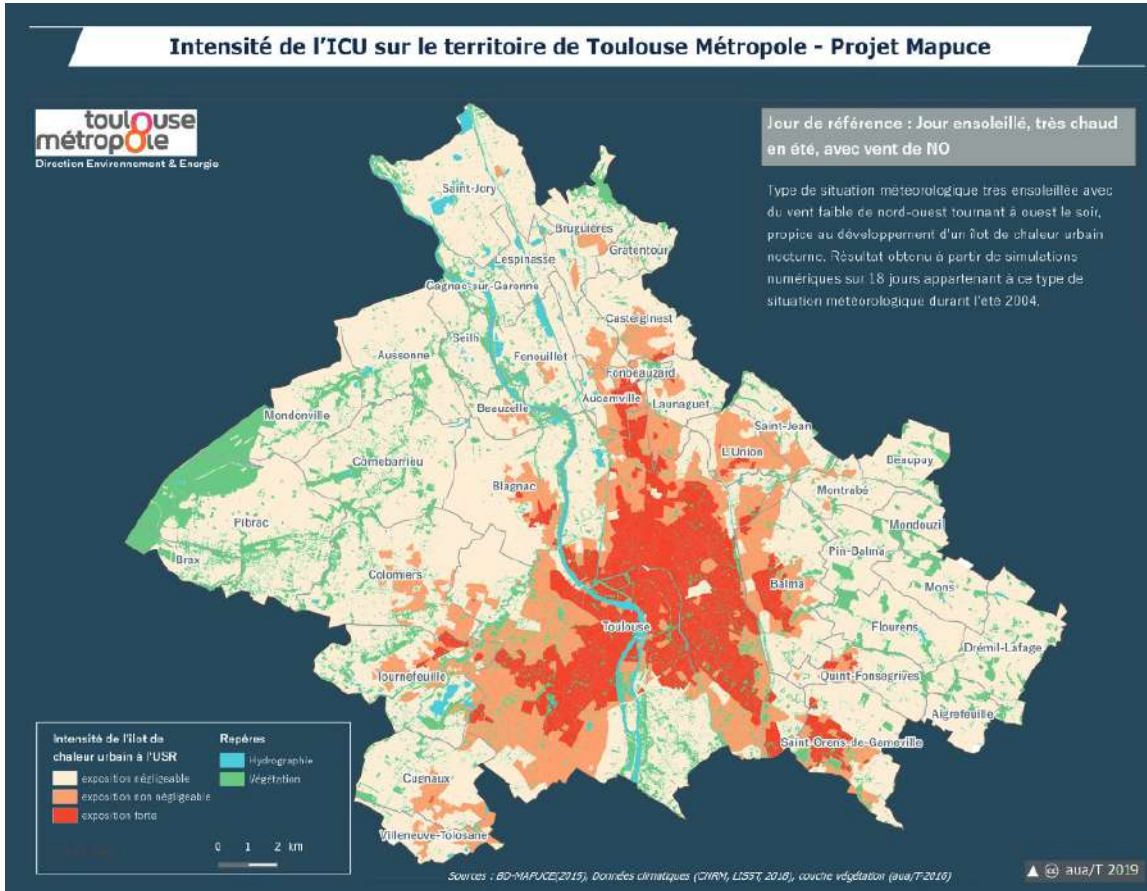 Intensité de l'ICU sur le territoire de Toulouse Métropole - Projet Mapuce
toulouse
métropole
Direction Environnement & Energie
Jour de référence : Jour ensoleillé, très chaud
en été, avec vent de NO
Type de situation météorologique très ensoleillée avec
du vent faible de nord-ouest tournant à ouest le soir,
propice au développement d'un îlot de chaleur urbain
nocturne. Résultat obtenu à partir de simulations
numériques sur 18 jours appartenant à ce type de
situation météorologique durant l'été 2004.
Saint-Jory
Bruguières
Gratentour
Lespinasse
Gagnac-sur-Garonne
Castelginest
Seilh
Fenouillet
Aussonne
Fonbeauzard
Aucamville
Launaguet
Beauzelle
Mondonville
Saint-Jean
L'Union
Cornebarrieu
Beaupuy
Blagnac
Montrabé
Mondouzil
Pibrac
Pin-Balma
Brax
Colomiers
Balma
Mons
Toulouse
Flourens
Drémil-Lafage
Tournefeuille
Quint-Fonsegrives
Aigrefeuille
Saint-Orens-de-Gameville
Cugnaux
Villeneuve-Tolosane
Intensité de l'îlot de
chaleur urbain à l'USR
exposition négligeable
exposition non négligeable
exposition forte
Repères
Hydrographie
Végétation
0 1 2 km
Sources : BD-MAPUCE(2015), Données climatiques (CNRM, LISST, 2018), couche végétation (aua/T-2016)
cc aua/T 2019